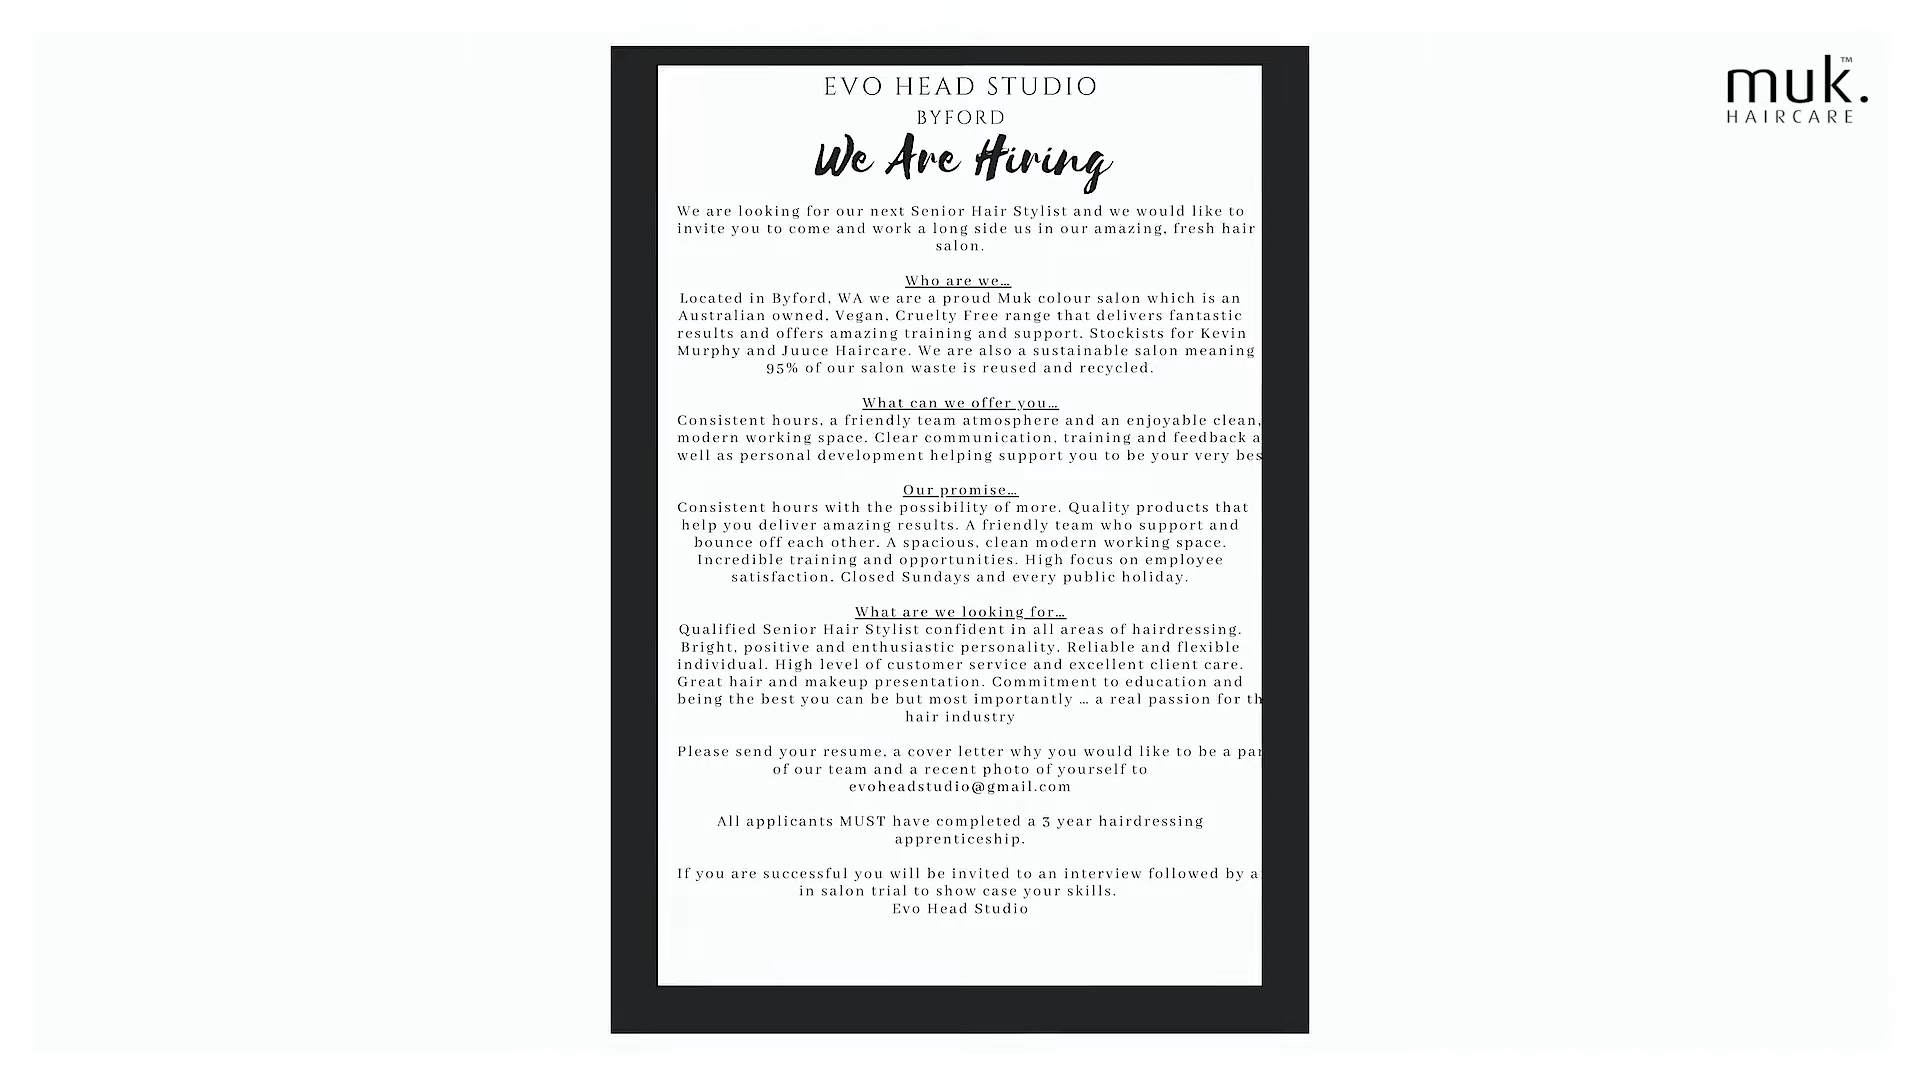 EVO HEAD STUDIO
BYFORD
We Are Hiring
We are looking for our next Senior Hair Stylist and we would like to
invite you to come and work a long side us in our amazing, fresh hair
salon.
Who are we...
Located in Byford, WA we are a proud Muk colour salon which is an
Australian owned, Vegan, Cruelty Free range that delivers fantastic
results and offers amazing training and support. Stockists for Kevin
Murphy and Juuce Haircare. We are also a sustainable salon meaning
95% of our salon waste is reused and recycled.
What can we offer you...
Consistent hours, a friendly team atmosphere and an enjoyable clean,
modern working space. Clear communication, training and feedback a
well as personal development helping support you to be your very bes
Our promise...
Consistent hours with the possibility of more. Quality products that
help you deliver amazing results. A friendly team who support and
bounce off each other. A spacious, clean modern working space.
Incredible training and opportunities. High focus on employee
satisfaction. Closed Sundays and every public holiday.
What are we looking for...
Qualified Senior Hair Stylist confident in all areas of hairdressing.
Bright, positive and enthusiastic personality. Reliable and flexible
individual. High level of customer service and excellent client care.
Great hair and makeup presentation. Commitment to education and
being the best you can be but most importantly ... a real passion for th
hair industry
Please send your resume, a cover letter why you would like to be a par
of our team and a recent photo of yourself to
evoheadstudio@gmail.com
All applicants MUST have completed a 3 year hairdressing
apprenticeship.
If you are successful you will be invited to an interview followed by a
in salon trial to show case your skills.
Evo Head Studio
muk.™
HAIRCARE